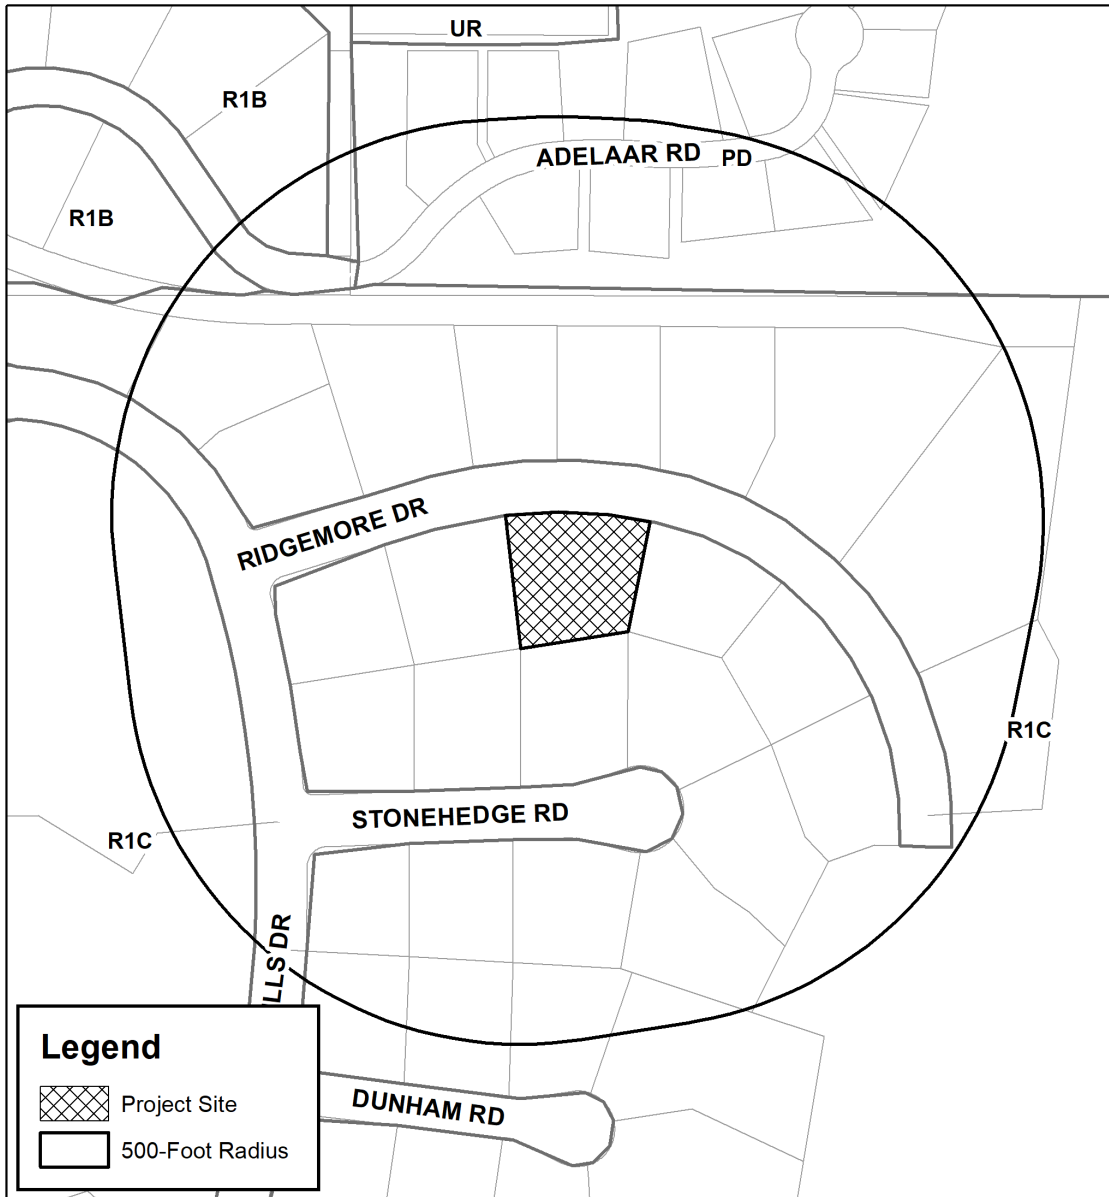 UR
R1B
ADELAAR RD
PD
R1B
RIDGEMORE DR
R1C
STONEHEDGE RD
R1C
LLS DR
Legend
Project Site
500-Foot Radius
DUNHAM RD